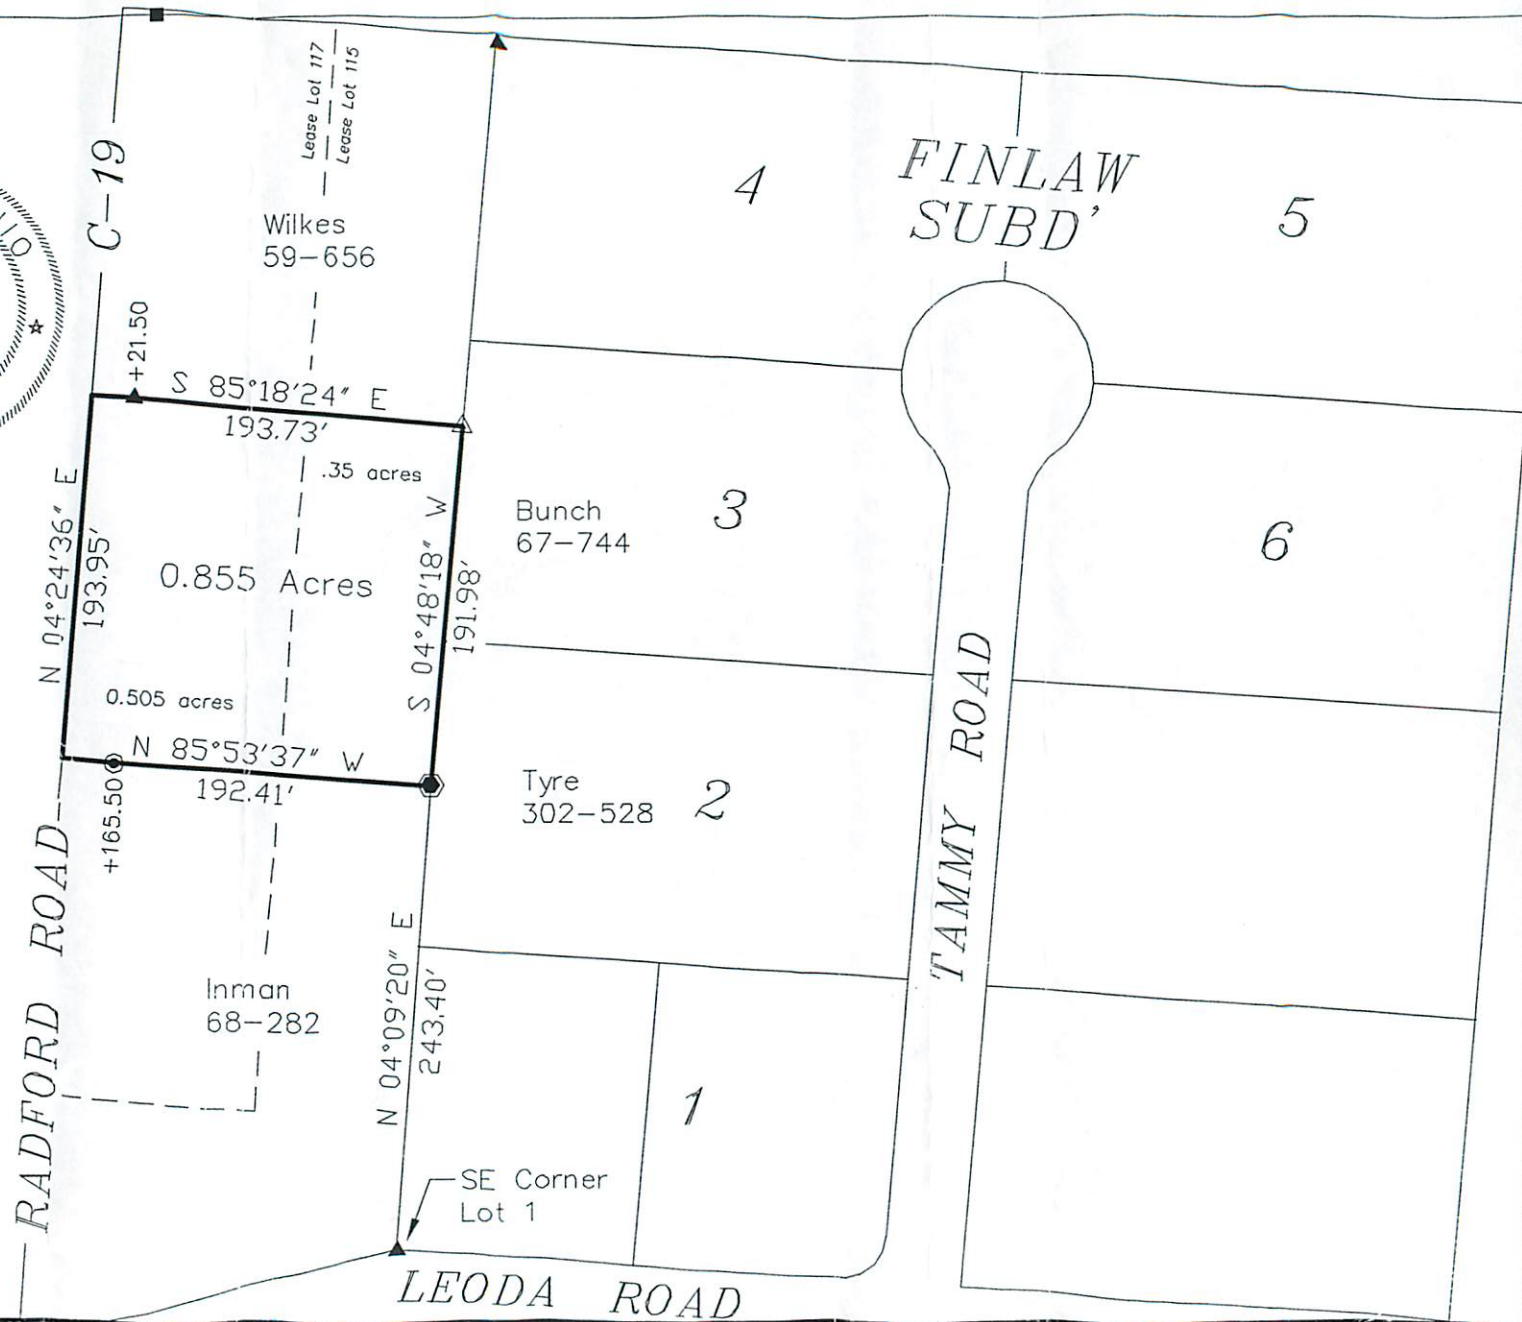 Lease Lot 117
Lease Lot 115
C-19
FINLAW
SUBD'
4
5
Wilkes
59-656
+21.50
S 85°18'24" E
193.73'
.35 acres
Bunch
67-744
3
6
N 04°24'36" E
193.95'
0.855 Acres
S 04°48'18" W
191.98'
0.505 acres
N 85°53'37" W
192.41'
+165.50
Tyre
302-528
2
TAMMY ROAD
RADFORD ROAD
Inman
68-282
N 04°09'20" E
243.40'
1
SE Corner
Lot 1
LEODA ROAD